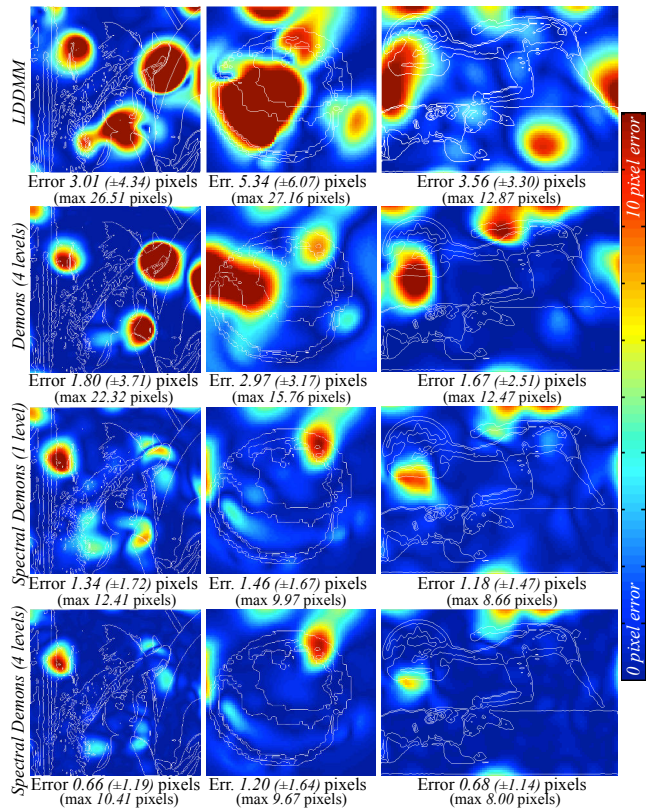 LDDMM
Error 3.01 (±4.34) pixels
(max 26.51 pixels)
Err. 5.34 (±6.07) pixels
(max 27.16 pixels)
Error 3.56 (±3.30) pixels
(max 12.87 pixels)
Demons (4 levels)
Error 1.80 (±3.71) pixels
(max 22.32 pixels)
Err. 2.97 (±3.17) pixels
(max 15.76 pixels)
Error 1.67 (±2.51) pixels
(max 12.47 pixels)
Spectral Demons (1 level)
Error 1.34 (±1.72) pixels
(max 12.41 pixels)
Err. 1.46 (±1.67) pixels
(max 9.97 pixels)
Error 1.18 (±1.47) pixels
(max 8.66 pixels)
Spectral Demons (4 levels)
Error 0.66 (±1.19) pixels
(max 10.41 pixels)
Err. 1.20 (±1.64) pixels
(max 9.67 pixels)
Error 0.68 (±1.14) pixels
(max 8.00 pixels)
10 pixel error
0 pixel error